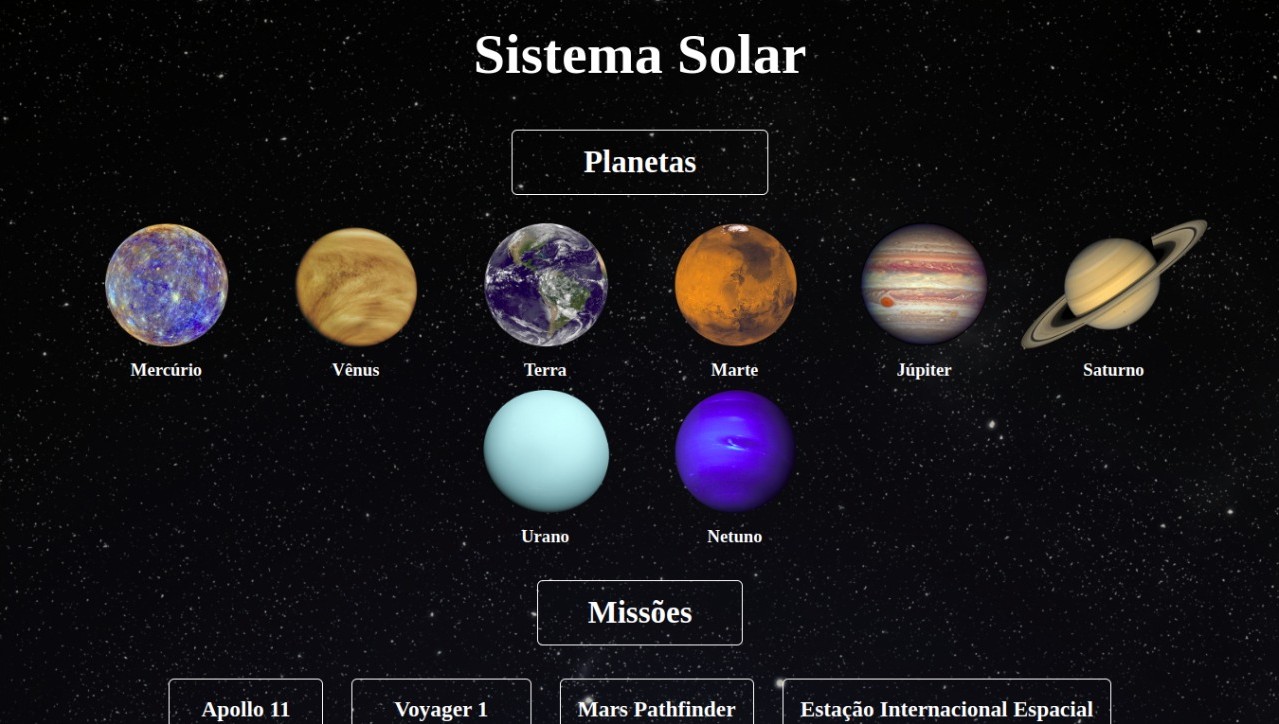 Sistema Solar
Planetas
Mercúrio Vênus Terra Marte Júpiter Saturno
Urano Netuno
Missões
Apollo 11 Voyager 1 Mars Pathfinder Estação Internacional Espacial